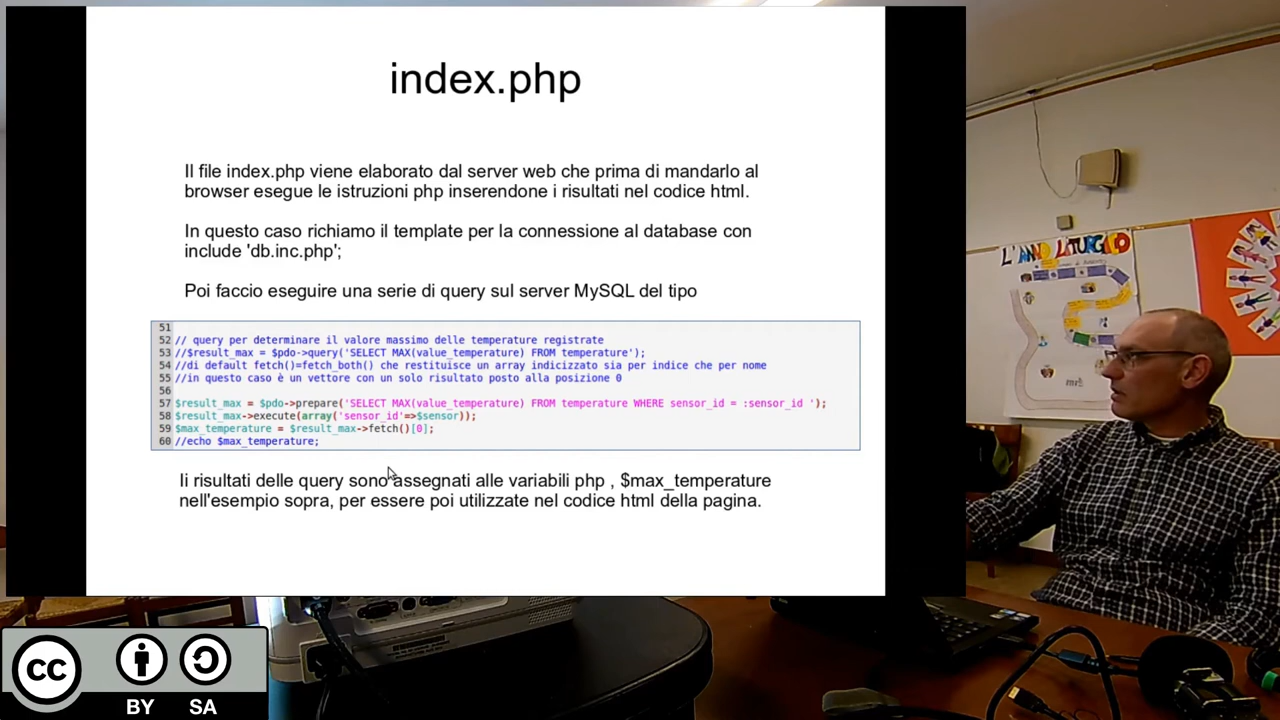 index.php
Il file index.php viene elaborato dal server web che prima di mandarlo al
browser esegue le istruzioni php inserendone i risultati nel codice html.
In questo caso richiamo il template per la connessione al database con
include 'db.inc.php';
Poi faccio eseguire una serie di query sul server MySQL del tipo
51
52 // query per determinare il valore massimo delle temperature registrate
53 //$result_max = $pdo->query('SELECT MAX(value_temperature) FROM temperature');
54 //di default fetch()=fetch_both() che restituisce un array indicizzato sia per indice che per nome
55 //in questo caso è un vettore con un solo risultato posto alla posizione 0
56
57 $result_max = $pdo->prepare('SELECT MAX(value_temperature) FROM temperature WHERE sensor_id = :sensor_id ');
58 $result_max->execute(array('sensor_id'=>$sensor));
59 $max_temperature = $result_max->fetch()[0];
60 //echo $max_temperature;
Ii risultati delle query sono assegnati alle variabili php , $max_temperature
nell'esempio sopra, per essere poi utilizzate nel codice html della pagina.
L'ANNO LITURGICO
cc
BY SA